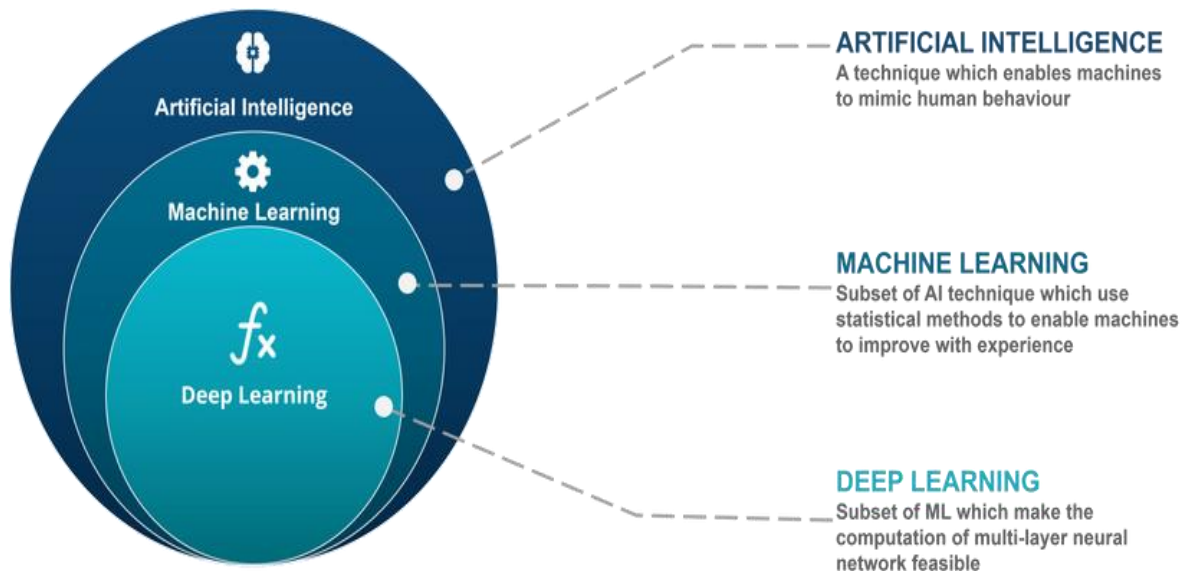 Artificial Intelligence
Machine Learning
fx
Deep Learning
ARTIFICIAL INTELLIGENCE
A technique which enables machines
to mimic human behaviour
MACHINE LEARNING
Subset of AI technique which use
statistical methods to enable machines
to improve with experience
DEEP LEARNING
Subset of ML which make the
computation of multi-layer neural
network feasible